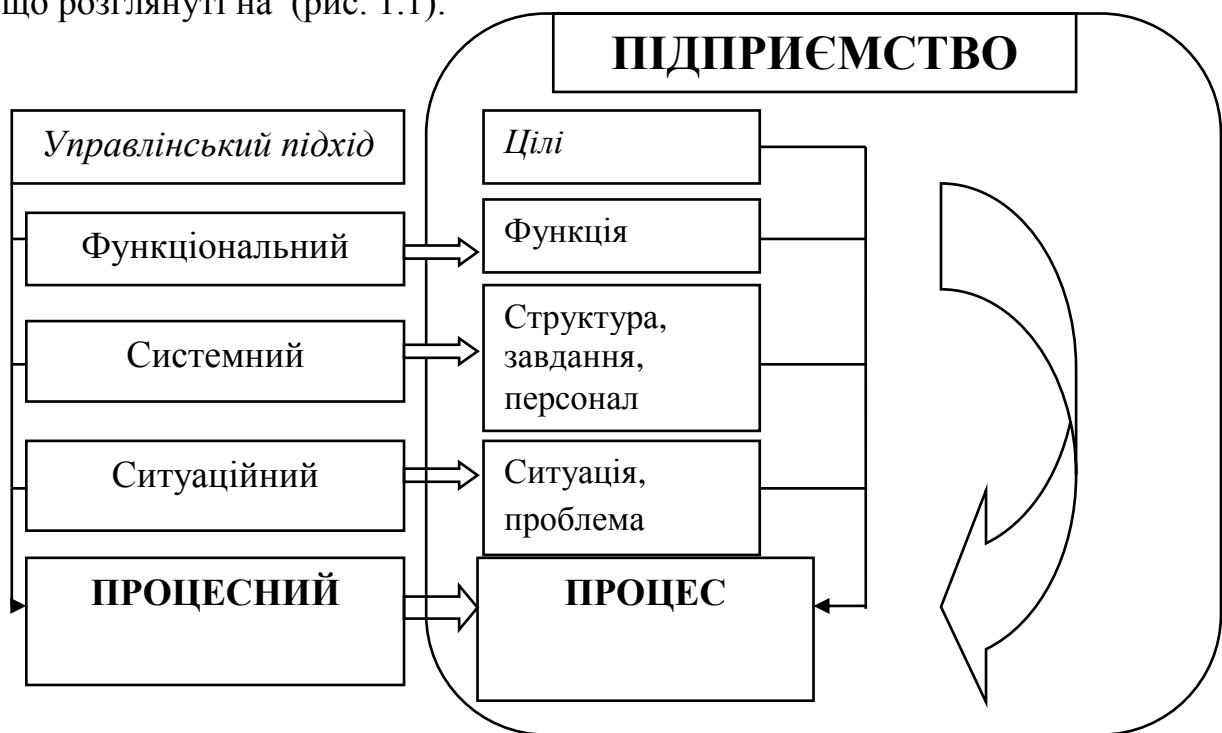 що розглянуті на (рис. 1.1).
ПІДПРИЄМСТВО
Управлінський підхід
Цілі
Функціональний
Функція
Системний
Структура,
завдання,
персонал
Ситуаційний
Ситуація,
проблема
ПРОЦЕСНИЙ
ПРОЦЕС